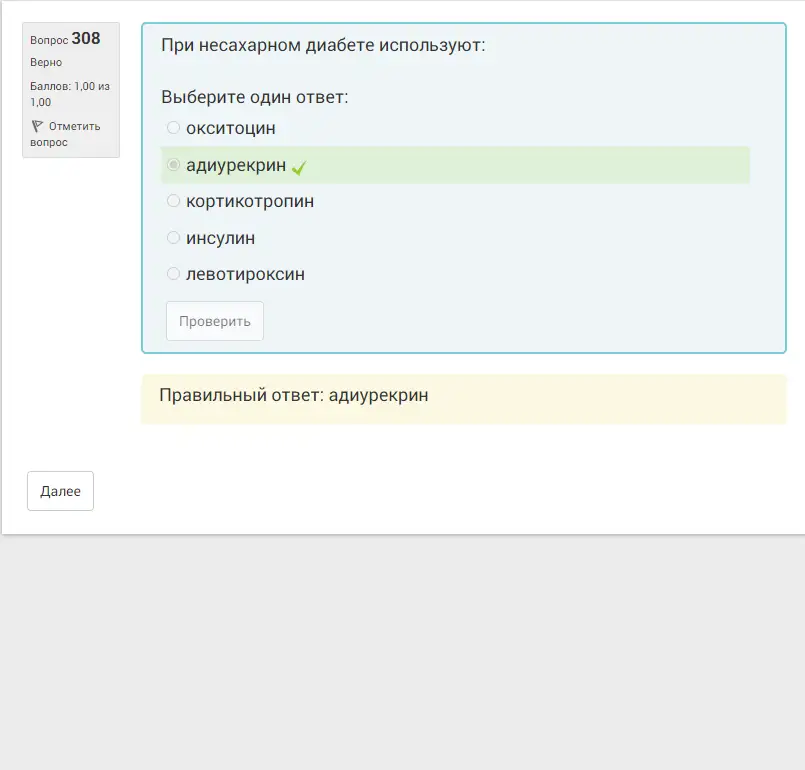 Вопрос 308
Верно
Баллов: 1,00 из
1,00
Отметить
вопрос
При несахарном диабете используют:
Выберите один ответ:
окситоцин
адиурекрин
кортикотропин
инсулин
левотироксин
Проверить
Правильный ответ: адиурекрин
Далее